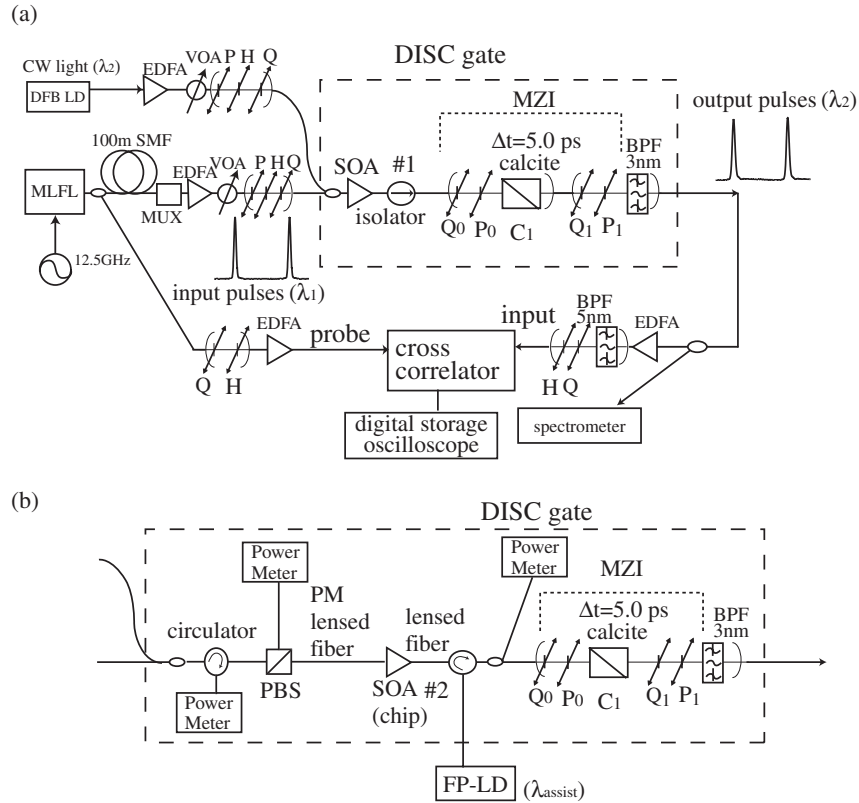 (a)
DISC gate
CW light (λ2)
DFB LD
EDFA
VOA
P H Q
MZI
output pulses (λ2)
100m SMF
MLFL
MUX
EDFA
VOA
P H Q
SOA
#1
isolator
Δt=5.0 ps
calcite
BPF
3nm
Q0
P0
C1
Q1
P1
12.5GHz
input pulses (λ1)
Q
H
EDFA
probe
cross
correlator
input
BPF
5nm
EDFA
H Q
digital storage
oscilloscope
spectrometer
(b)
DISC gate
Power
Meter
Power
Meter
MZI
circulator
PM
lensed
fiber
lensed
fiber
Δt=5.0 ps
calcite
BPF
3nm
Power
Meter
PBS
SOA #2
(chip)
Q0
P0
C1
Q1
P1
FP-LD
(λassist)